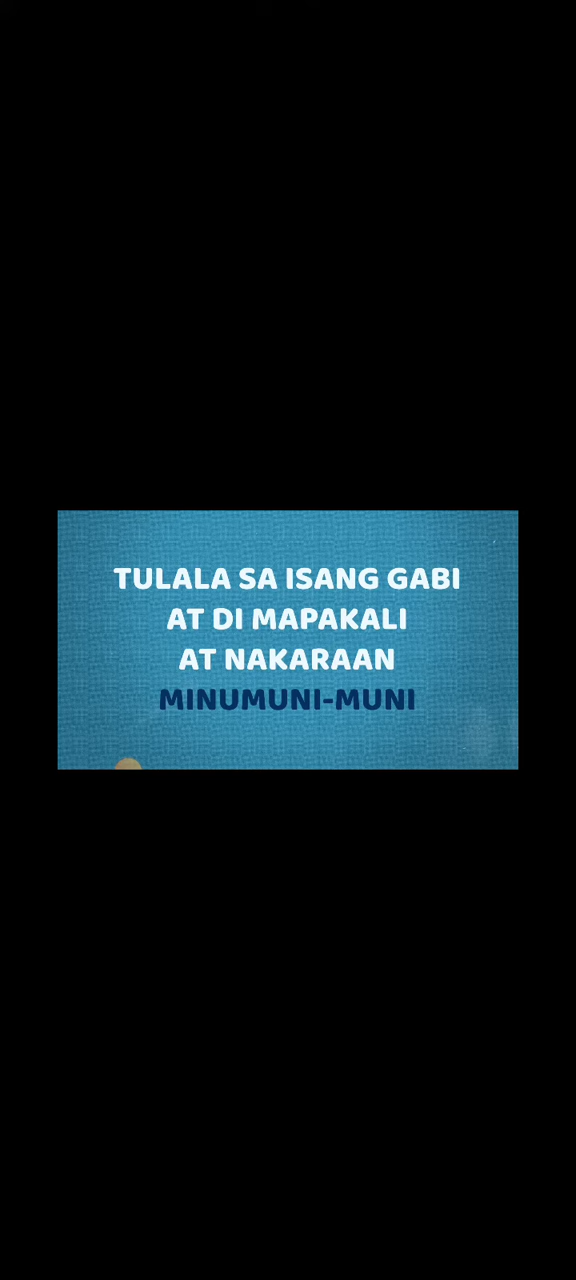 TULALA SA ISANG GABI
AT DI MAPAKALI
AT NAKARAAN
MINUMUNI-MUNI